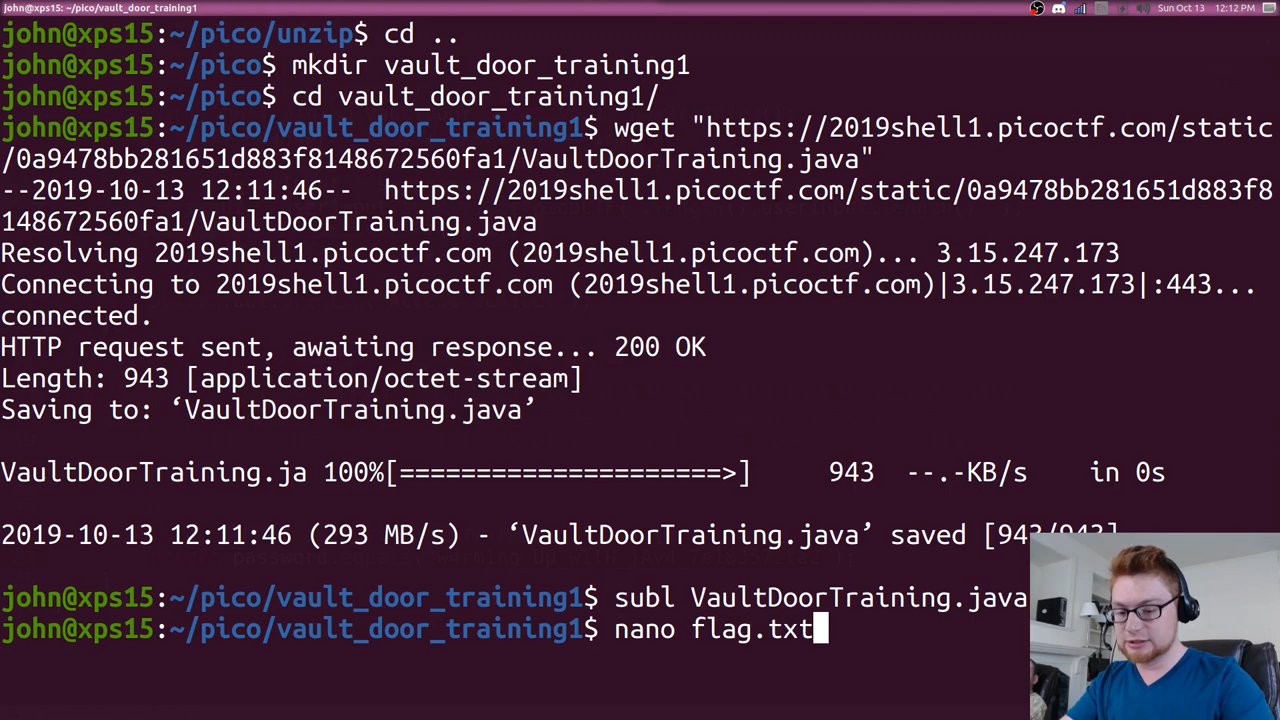 john@xps15: ~/pico/vault_door_training1
Sun Oct 13 12:12 PM
john@xps15:~/pico/unzip$ cd ..
john@xps15:~/pico$ mkdir vault_door_training1
john@xps15:~/pico$ cd vault_door_training1/
john@xps15:~/pico/vault_door_training1$ wget "https://2019shell1.picoctf.com/static
/0a9478bb281651d883f8148672560fa1/VaultDoorTraining.java"
--2019-10-13 12:11:46--  https://2019shell1.picoctf.com/static/0a9478bb281651d883f8
148672560fa1/VaultDoorTraining.java
Resolving 2019shell1.picoctf.com (2019shell1.picoctf.com)... 3.15.247.173
Connecting to 2019shell1.picoctf.com (2019shell1.picoctf.com)|3.15.247.173|:443...
connected.
HTTP request sent, awaiting response... 200 OK
Length: 943 [application/octet-stream]
Saving to: ‘VaultDoorTraining.java’
VaultDoorTraining.ja 100%[=====================>]     943  --.-KB/s    in 0s
2019-10-13 12:11:46 (293 MB/s) - ‘VaultDoorTraining.java’ saved [943/943]
john@xps15:~/pico/vault_door_training1$ subl VaultDoorTraining.java
john@xps15:~/pico/vault_door_training1$ nano flag.txt